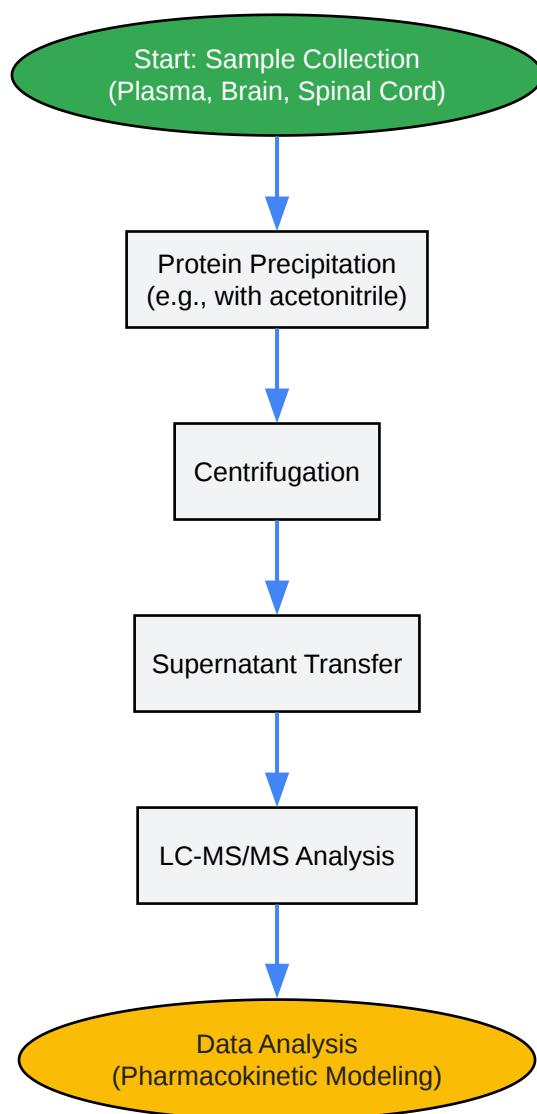 Start: Sample Collection
(Plasma, Brain, Spinal Cord)
Protein Precipitation
(e.g., with acetonitrile)
Centrifugation
Supernatant Transfer
LC-MS/MS Analysis
Data Analysis
(Pharmacokinetic Modeling)